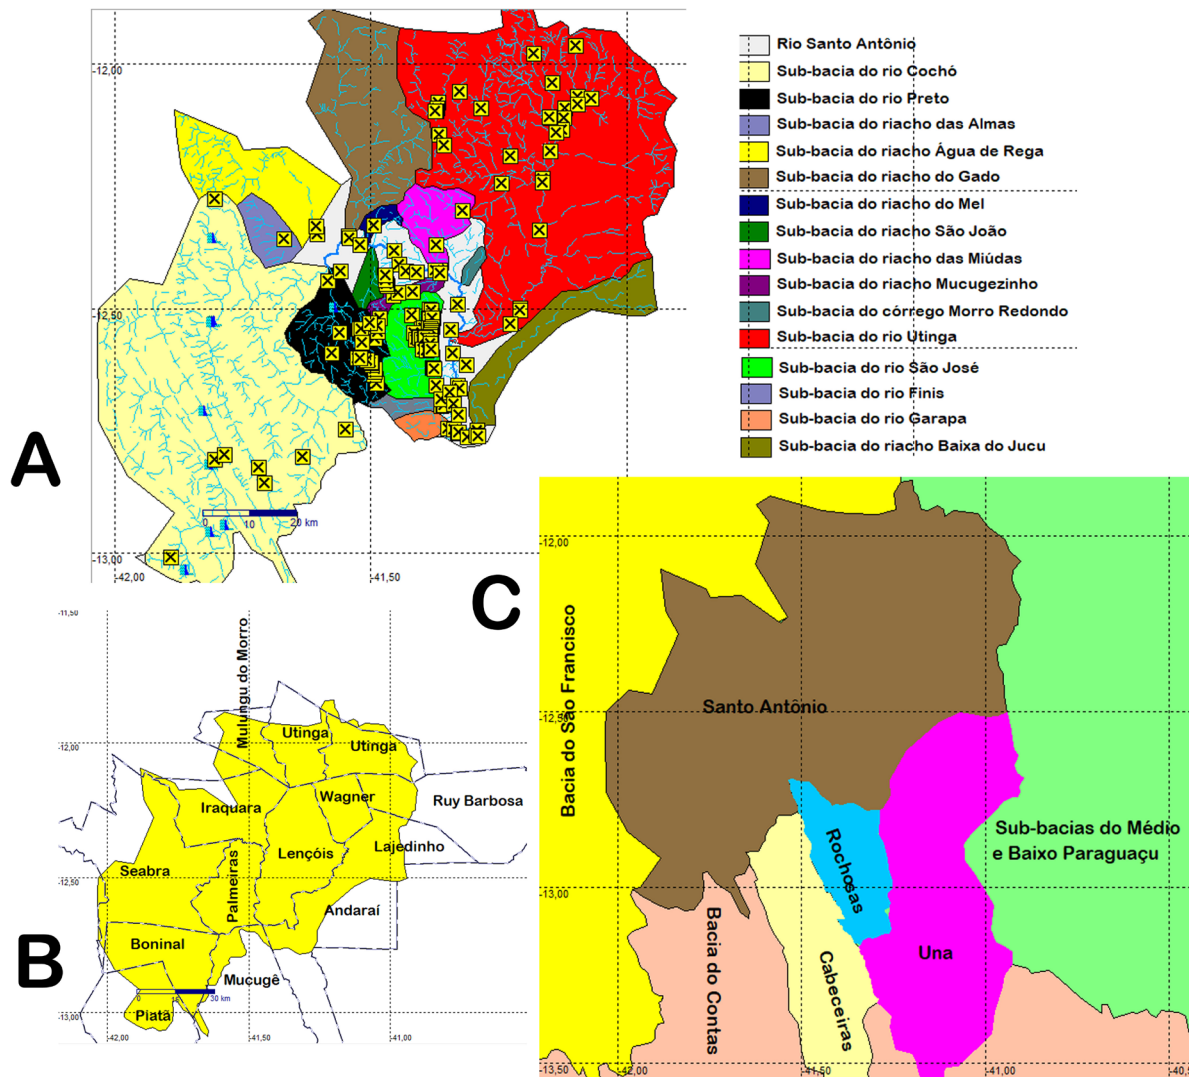 -12,00
-12,50
-13,00
-42,00
-41,50
0 10 20 km
A
Rio Santo Antônio
Sub-bacia do rio Cochó
Sub-bacia do rio Preto
Sub-bacia do riacho das Almas
Sub-bacia do riacho Água de Rega
Sub-bacia do riacho do Gado
Sub-bacia do riacho do Mel
Sub-bacia do riacho São João
Sub-bacia do riacho das Miúdas
Sub-bacia do riacho Mucugezinho
Sub-bacia do córrego Morro Redondo
Sub-bacia do rio Utinga
Sub-bacia do rio São José
Sub-bacia do rio Finis
Sub-bacia do rio Garapa
Sub-bacia do riacho Baixa do Jucu
-11,50
-12,00
-12,50
-13,00
-42,00
-41,50
-41,00
Mulungu do Morro
Utinga
Utinga
Iraquara
Wagner
Ruy Barbosa
Lençóis
Lajedinho
Seabra
Palmeiras
Andaraí
Boninal
Mucugê
Piatã
0 15 30 km
B
C
-12,00
-12,50
-13,00
-13,50
-42,00
-41,50
-41,00
-40,5
Bacia do São Francisco
Santo Antônio
Rochosas
Sub-bacias do Médio
e Baixo Paraguaçu
Bacia do Contas
Cabeceiras
Una